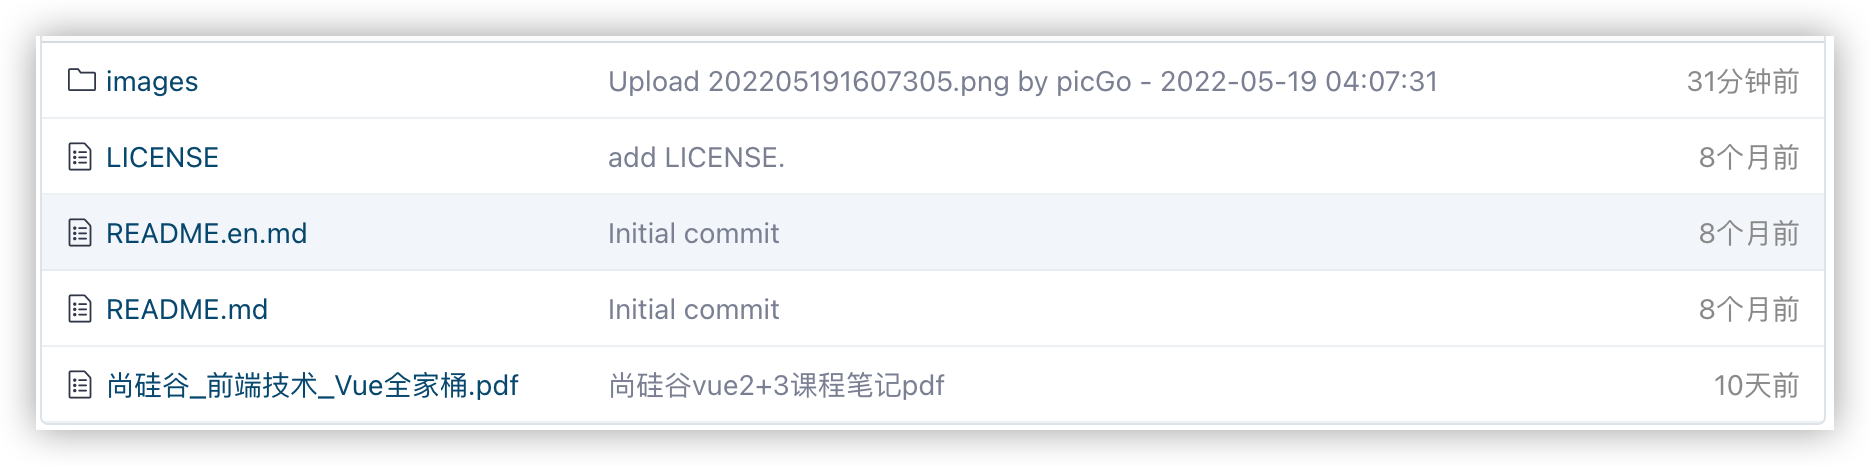 images Upload 202205191607305.png by picGo - 2022-05-19 04:07:31 31分钟前
LICENSE add LICENSE. 8个月前
README.en.md Initial commit 8个月前
README.md Initial commit 8个月前
尚硅谷_前端技术_Vue全家桶.pdf 尚硅谷vue2+3课程笔记pdf 10天前